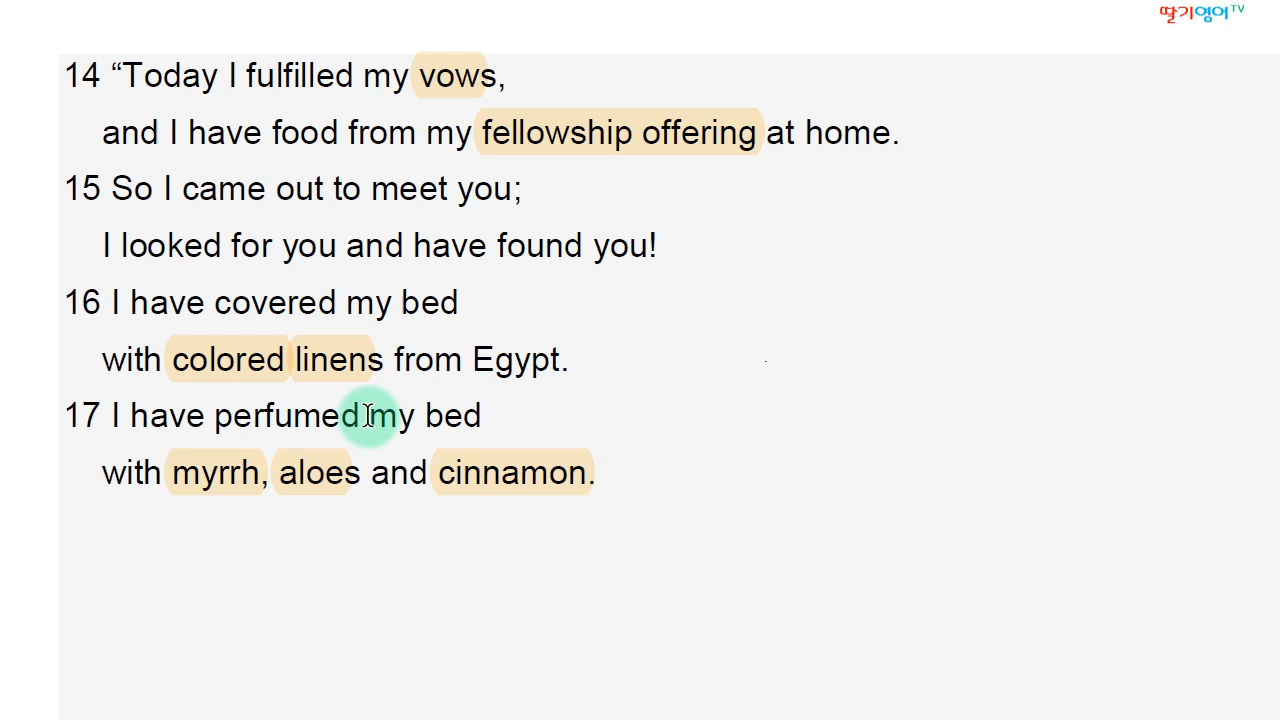 딸기영어TV
14 “Today I fulfilled my vows,
and I have food from my fellowship offering at home.
15 So I came out to meet you;
I looked for you and have found you!
16 I have covered my bed
with colored linens from Egypt.
17 I have perfumed my bed
with myrrh, aloes and cinnamon.